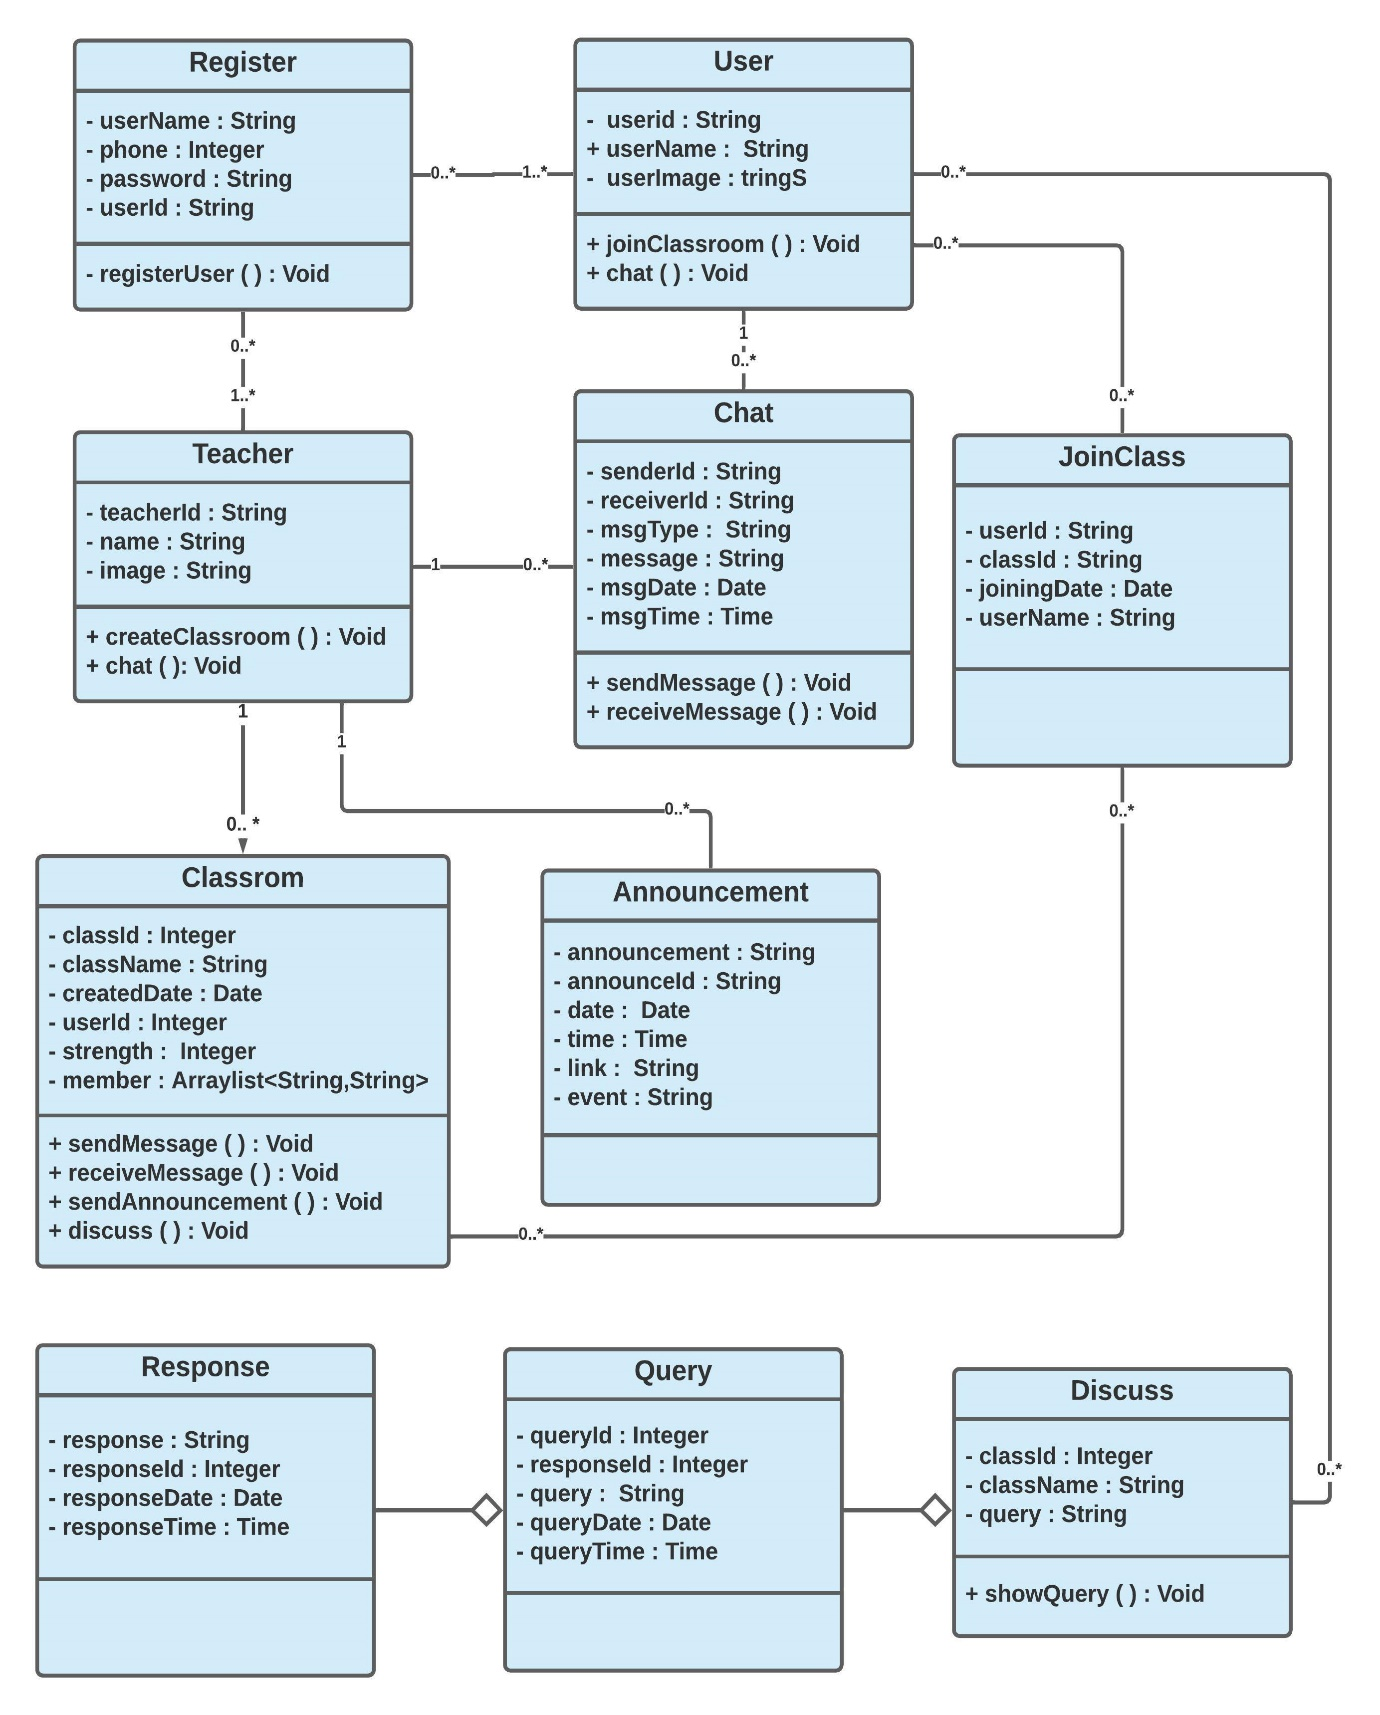 Register
- userName : String
- phone : Integer
- password : String
- userId : String
- registerUser ( ) : Void
0..*
1..*
User
-  userid : String
+ userName :  String
-  userImage : tringS
+ joinClassroom ( ) : Void
+ chat ( ) : Void
0..*
0..*
1
0..*
0..*
1..*
0..*
Teacher
- teacherId : String
- name : String
- image : String
+ createClassroom ( ) : Void
+ chat ( ): Void
1
0..*
Chat
- senderId : String
- receiverId : String
- msgType :  String
- message : String
- msgDate : Date
- msgTime : Time
+ sendMessage ( ) : Void
+ receiveMessage ( ) : Void
JoinClass
- userId : String
- classId : String
- joiningDate : Date
- userName : String
1
1
0..*
0..*
0.. *
Classrom
- classId : Integer
- className : String
- createdDate : Date
- userId : Integer
- strength :  Integer
- member : Arraylist<String,String>
+ sendMessage ( ) : Void
+ receiveMessage ( ) : Void
+ sendAnnouncement ( ) : Void
+ discuss ( ) : Void
Announcement
- announcement : String
- announceId : String
- date :  Date
- time : Time
- link :  String
- event : String
0..*
Response
- response : String
- responseId : Integer
- responseDate : Date
- responseTime : Time
Query
- queryId : Integer
- responseId : Integer
- query :  String
- queryDate : Date
- queryTime : Time
Discuss
- classId : Integer
- className : String
- query : String
+ showQuery ( ) : Void
0..*